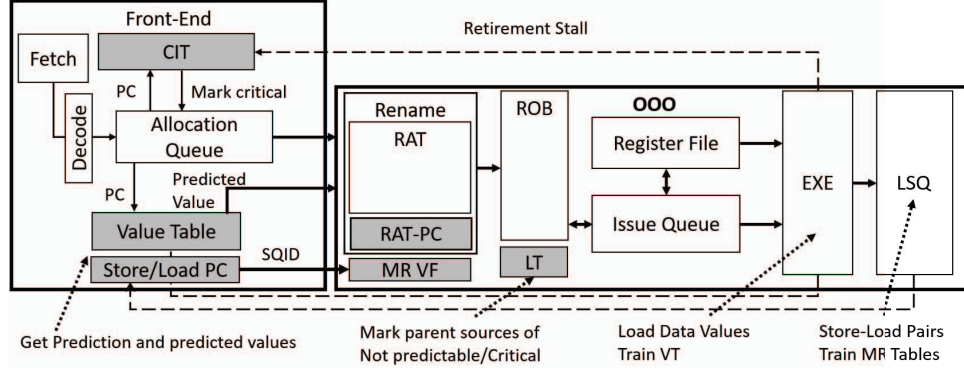 Front-End
Retirement Stall
Fetch
CIT
PC
Mark critical
Decode
Allocation
Queue
PC
Predicted
Value
Value Table
Store/Load PC
SQID
Rename
RAT
RAT-PC
MR VF
ROB
LT
OOO
Register File
Issue Queue
EXE
LSQ
Get Prediction and predicted values
Mark parent sources of
Not predictable/Critical
Load Data Values
Train VT
Store-Load Pairs
Train MR Tables